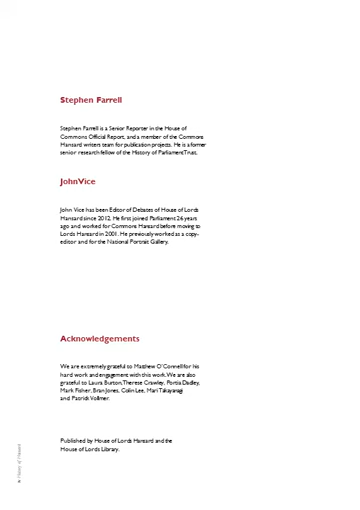 Stephen Farrell
Stephen Farrell is a Senior Reporter in the House of
Commons Official Report, and a member of the Commons
Hansard writers team for publication projects. He is a former
senior research fellow of the History of Parliament Trust.
John Vice
John Vice has been Editor of Debates of House of Lords
Hansard since 2012. He first joined Parliament 26 years
ago and worked for Commons Hansard before moving to
Lords Hansard in 2001. He previously worked as a copy-
editor and for the National Portrait Gallery.
Acknowledgements
We are extremely grateful to Matthew O'Connell for his
hard work and engagement with this work. We are also
grateful to Laura Burton, Therese Crawley, Portia Dadley,
Mark Fisher, Bran Jones, Colin Lee, Mari Takayanagi
and Patrick Vollmer.
Published by House of Lords Hansard and the
House of Lords Library.
History of Hansard